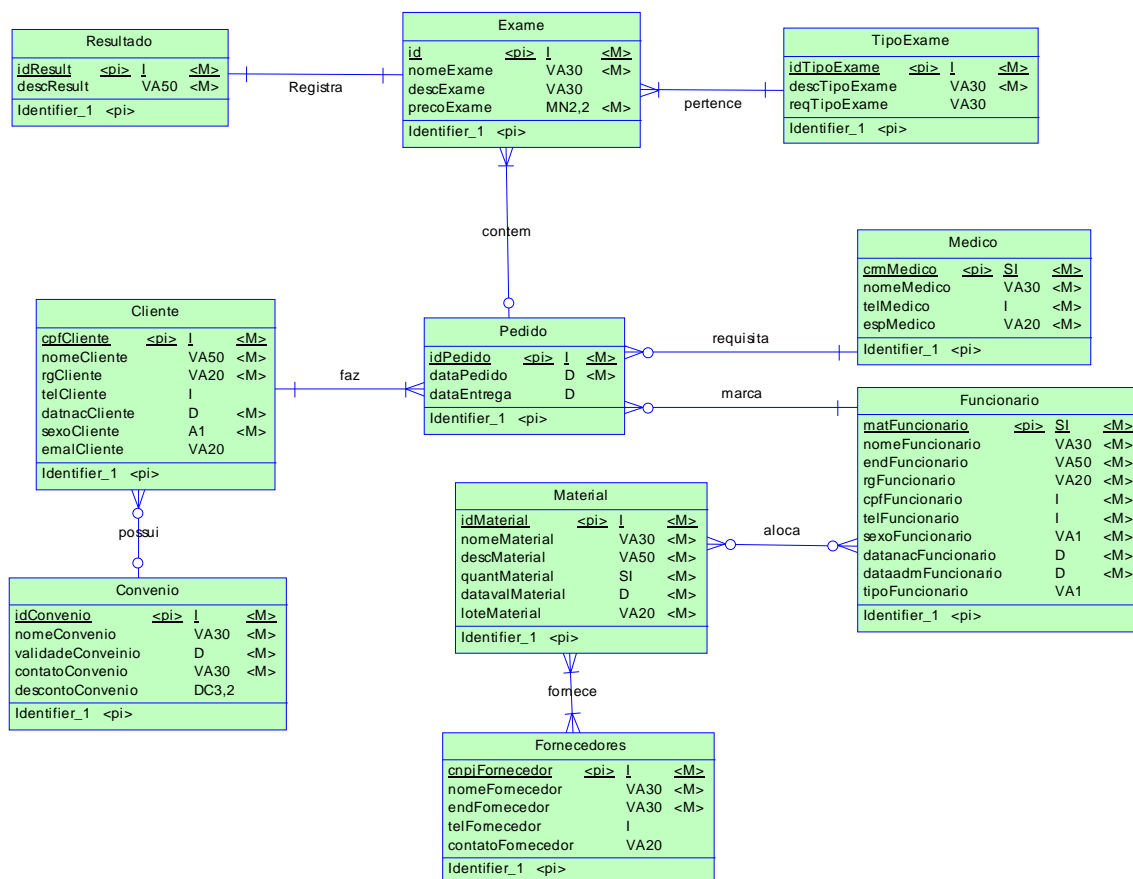 Resultado
idResult <pi> I <M>
descResult VA50 <M>
Identifier_1 <pi>
Registra
Exame
id <pi> I <M>
nomeExame VA30 <M>
descExame VA30
precoExame MN2,2 <M>
Identifier_1 <pi>
pertence
TipoExame
idTipoExame <pi> I <M>
descTipoExame VA30 <M>
reqTipoExame VA30
Identifier_1 <pi>
contem
Medico
crmMedico <pi> SI <M>
nomeMedico VA30 <M>
telMedico I <M>
espMedico VA20 <M>
Identifier_1 <pi>
Cliente
cpfCliente <pi> I <M>
nomeCliente VA50 <M>
rgCliente VA20 <M>
telCliente I
datnacCliente D <M>
sexoCliente A1 <M>
emalCliente VA20
Identifier_1 <pi>
faz
Pedido
idPedido <pi> I <M>
dataPedido D <M>
dataEntrega D
Identifier_1 <pi>
requisita
marca
Funcionario
matFuncionario <pi> SI <M>
nomeFuncionario VA30 <M>
endFuncionario VA50 <M>
rgFuncionario VA20 <M>
cpfFuncionario I <M>
telFuncionario I <M>
sexoFuncionario VA1 <M>
datanacFuncionario D <M>
dataadmFuncionario D <M>
tipoFuncionario VA1
Identifier_1 <pi>
Material
idMaterial <pi> I <M>
nomeMaterial VA30 <M>
descMaterial VA50 <M>
quantMaterial SI <M>
datavalMaterial D <M>
loteMaterial VA20 <M>
Identifier_1 <pi>
aloca
possui
Convenio
idConvenio <pi> I <M>
nomeConvenio VA30 <M>
validadeConveinio D <M>
contatoConvenio VA30 <M>
descontoConvenio DC3,2
Identifier_1 <pi>
fornece
Fornecedores
cnpjFornecedor <pi> I <M>
nomeFornecedor VA30 <M>
endFornecedor VA30 <M>
telFornecedor I
contatoFornecedor VA20
Identifier_1 <pi>